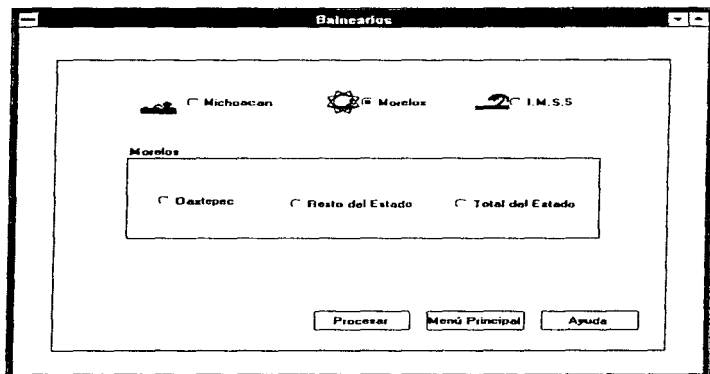 Balnearios
Michoacan Morelos I.M.S.S
Morelos
Oaxtepec Resto del Estado Total del Estado
Procesar Menú Principal Ayuda